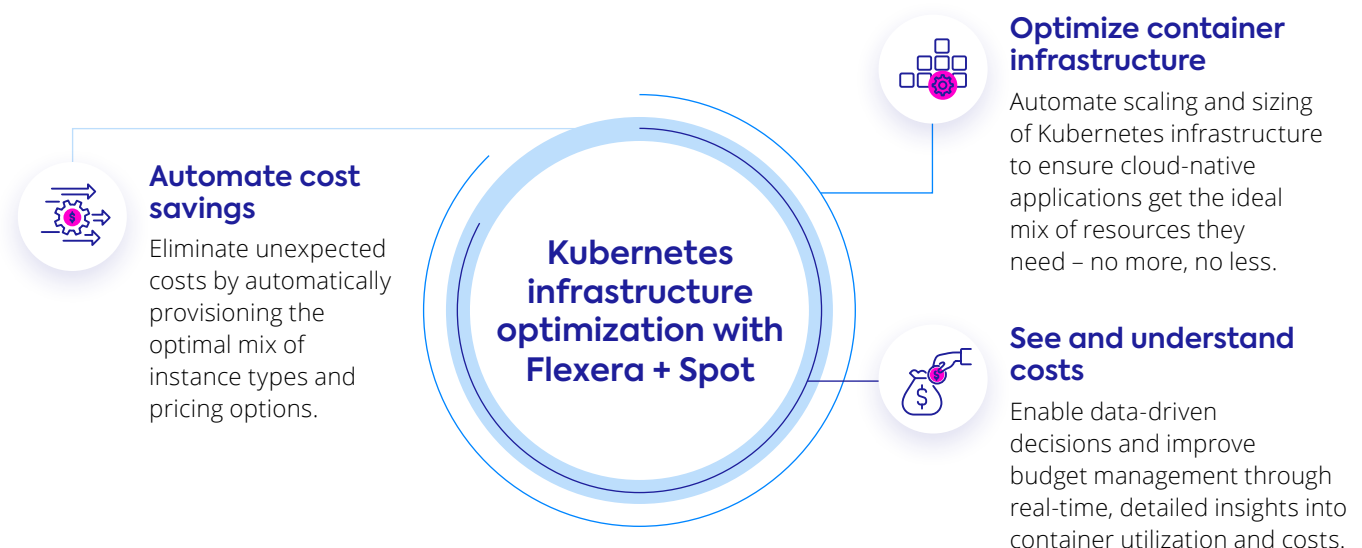 Automate cost
savings
Eliminate unexpected
costs by automatically
provisioning the
optimal mix of
instance types and
pricing options.
Kubernetes
infrastructure
optimization with
Flexera + Spot
Optimize container
infrastructure
Automate scaling and sizing
of Kubernetes infrastructure
to ensure cloud-native
applications get the ideal
mix of resources they
need – no more, no less.
See and understand
costs
Enable data-driven
decisions and improve
budget management through
real-time, detailed insights into
container utilization and costs.
$
$
$